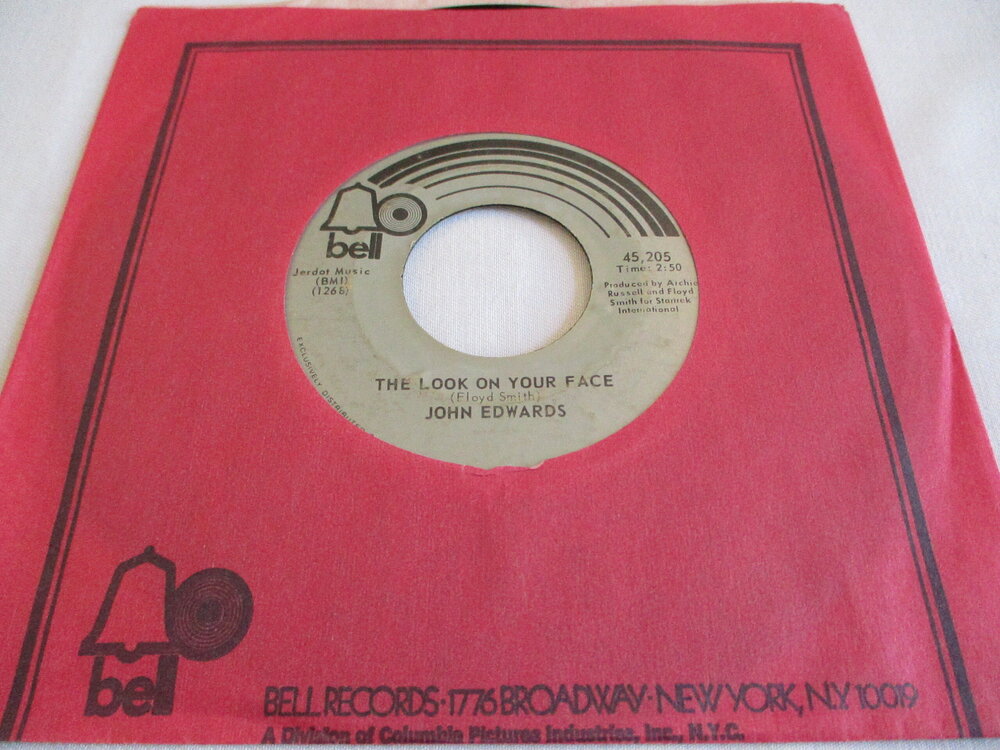 bell
Jerdot Music
(BMI)
(1268)
45,205
Time: 2:50
Produced by Archie
Russell and Floyd
Smith for Stamek
International
EXCLUSIVELY DISTRIBUTED
THE LOOK ON YOUR FACE
(Floyd Smith)
JOHN EDWARDS
bell
BELL RECORDS·1776 BROADWAY·NEW YORK, N.Y. 10019
A Division of Columbia Pictures Industries, Inc., N.Y.C.